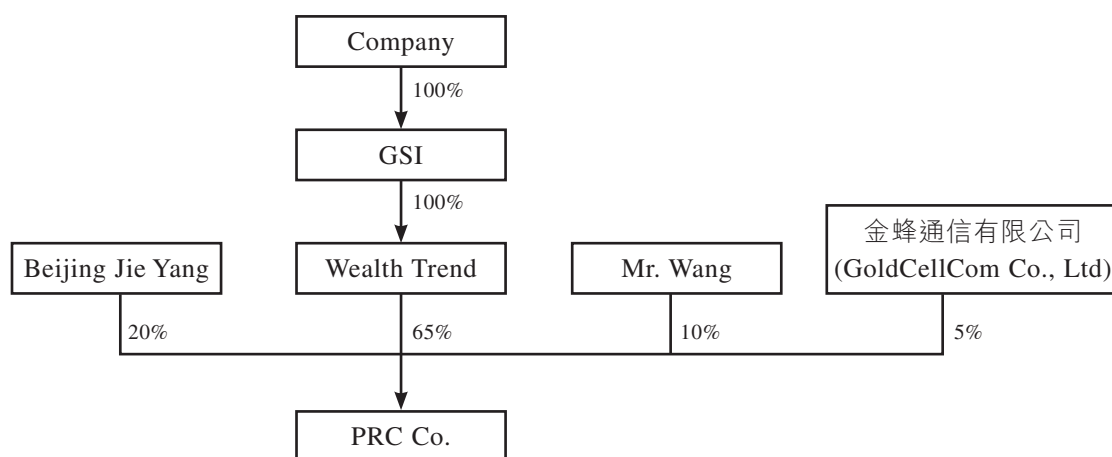 Company
100%
GSI
100%
Beijing Jie Yang
Wealth Trend
Mr. Wang
金蜂通信有限公司
(GoldCellCom Co., Ltd)
20%
65%
10%
5%
PRC Co.